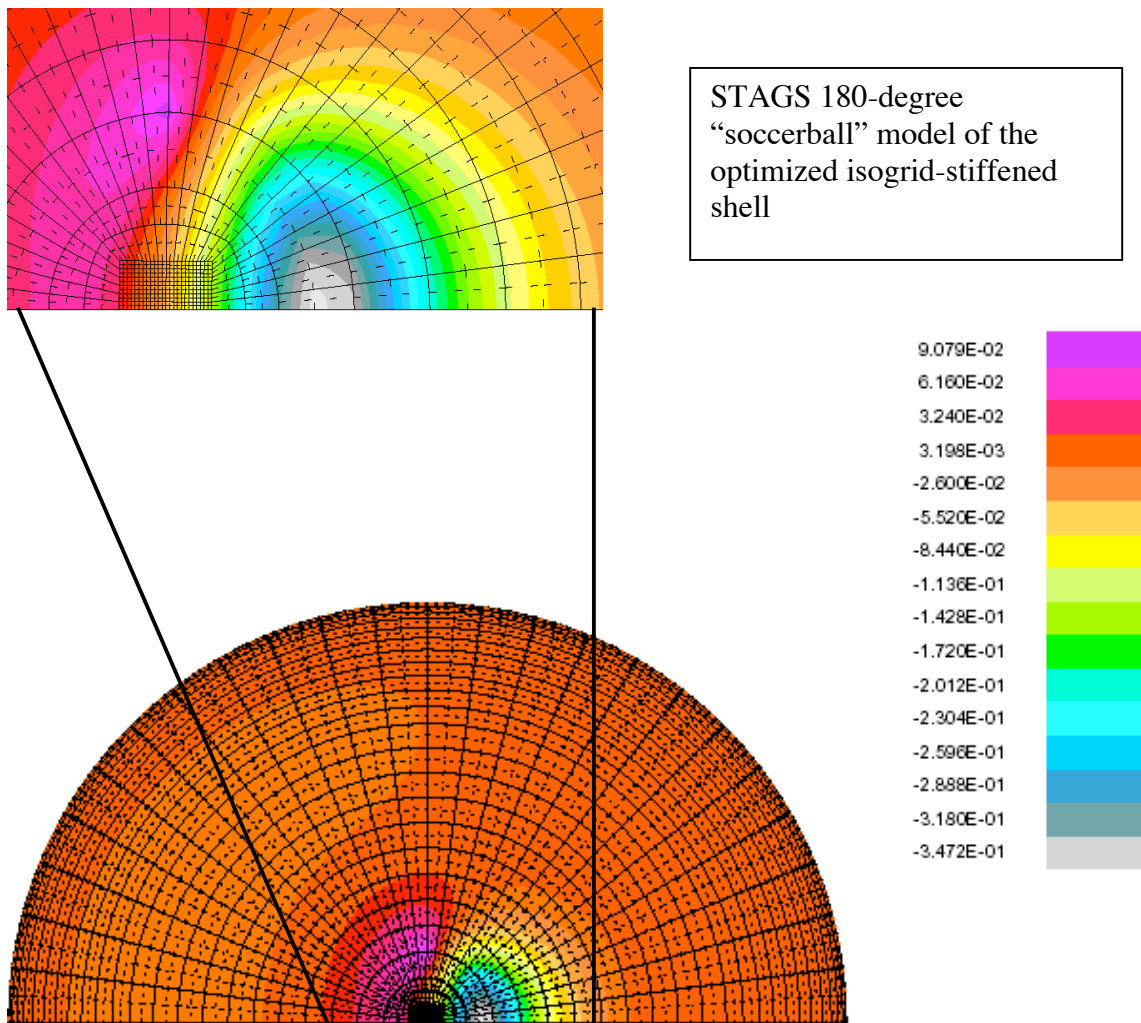 STAGS 180-degree
“soccerball” model of the
optimized isogrid-stiffened
shell
9.079E-02
6.160E-02
3.240E-02
3.198E-03
-2.600E-02
-5.520E-02
-8.440E-02
-1.136E-01
-1.428E-01
-1.720E-01
-2.012E-01
-2.304E-01
-2.596E-01
-2.888E-01
-3.180E-01
-3.472E-01